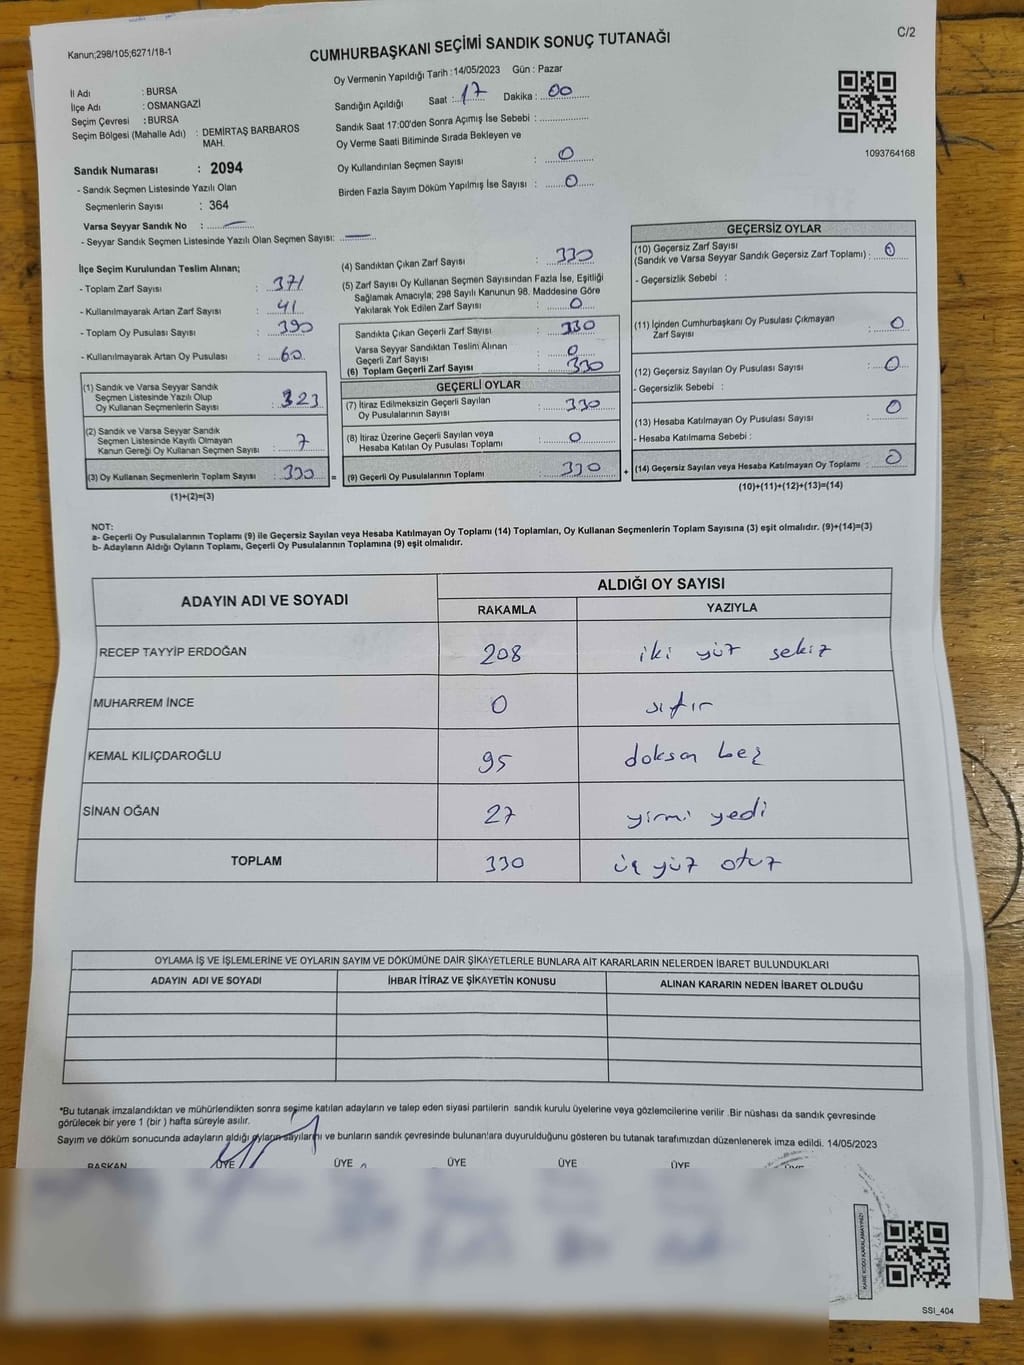 Kanun;298/105;6271/18-1
C/2
CUMHURBAŞKANI SEÇİMİ SANDIK SONUÇ TUTANAĞI
Oy Vermenin Yapıldığı Tarih :14/05/2023 Gün : Pazar
İl Adı : BURSA
İlçe Adı : OSMANGAZİ
Seçim Çevresi : BURSA
Seçim Bölgesi (Mahalle Adı) : DEMİRTAŞ BARBAROS MAH.
Sandığın Açıldığı Saat : 17 Dakika : 00
Sandık Saat 17:00'den Sonra Açımış İse Sebebi :
Oy Verme Saati Bitiminde Sırada Bekleyen ve
Oy Kullandırılan Seçmen Sayısı : 0
Birden Fazla Sayım Döküm Yapılmış İse Sayısı : 0
1093764168
Sandık Numarası : 2094
- Sandık Seçmen Listesinde Yazılı Olan
Seçmenlerin Sayısı : 364
Varsa Seyyar Sandık No : —
- Seyyar Sandık Seçmen Listesinde Yazılı Olan Seçmen Sayısı: —
İlçe Seçim Kurulundan Teslim Alınan;
- Toplam Zarf Sayısı : 371
- Kullanılmayarak Artan Zarf Sayısı : 41
- Toplam Oy Pusulası Sayısı : 390
- Kullanılmayarak Artan Oy Pusulası : 60
(1) Sandık ve Varsa Seyyar Sandık
Seçmen Listesinde Yazılı Olup
Oy Kullanan Seçmenlerin Sayısı : 323
(2) Sandık ve Varsa Seyyar Sandık
Seçmen Listesinde Kayıtlı Olmayan
Kanun Gereği Oy Kullanan Seçmen Sayısı : 7
(3) Oy Kullanan Seçmenlerin Toplam Sayısı : 330 =
(1)+(2)=(3)
(4) Sandıktan Çıkan Zarf Sayısı : 330
(5) Zarf Sayısı Oy Kullanan Seçmen Sayısından Fazla İse, Eşitliği
Sağlamak Amacıyla; 298 Sayılı Kanunun 98. Maddesine Göre
Yakılarak Yok Edilen Zarf Sayısı : 0
Sandıkta Çıkan Geçerli Zarf Sayısı : 330
Varsa Seyyar Sandıktan Teslim Alınan
Geçerli Zarf Sayısı : 0
(6) Toplam Geçerli Zarf Sayısı : 330
GEÇERLİ OYLAR
(7) İtiraz Edilmeksizin Geçerli Sayılan
Oy Pusulalarının Sayısı : 330
(8) İtiraz Üzerine Geçerli Sayılan veya
Hesaba Katılan Oy Pusulası Toplamı : 0
(9) Geçerli Oy Pusulalarının Toplamı : 330 +
GEÇERSİZ OYLAR
(10) Geçersiz Zarf Sayısı
(Sandık ve Varsa Seyyar Sandık Geçersiz Zarf Toplamı) : 0
- Geçersizlik Sebebi :
(11) İçinden Cumhurbaşkanı Oy Pusulası Çıkmayan
Zarf Sayısı : 0
(12) Geçersiz Sayılan Oy Pusulası Sayısı : 0
- Geçersizlik Sebebi :
(13) Hesaba Katılmayan Oy Pusulası Sayısı : 0
- Hesaba Katılmama Sebebi :
(14) Geçersiz Sayılan veya Hesaba Katılmayan Oy Toplamı : 0
(10)+(11)+(12)+(13)=(14)
NOT:
a- Geçerli Oy Pusulalarının Toplamı (9) ile Geçersiz Sayılan veya Hesaba Katılmayan Oy Toplamı (14) Toplamları, Oy Kullanan Seçmenlerin Toplam Sayısına (3) eşit olmalıdır. (9)+(14)=(3)
b- Adayların Aldığı Oyların Toplamı, Geçerli Oy Pusulalarının Toplamına (9) eşit olmalıdır.
ADAYIN ADI VE SOYADI ALDIĞI OY SAYISI
RAKAMLA YAZIYLA
RECEP TAYYİP ERDOĞAN 208 iki yüz sekiz
MUHARREM İNCE 0 sıfır
KEMAL KILIÇDAROĞLU 95 doksan beş
SİNAN OĞAN 27 yirmi yedi
TOPLAM 330 üç yüz otuz
OYLAMA İŞ VE İŞLEMLERİNE VE OYLARIN SAYIM VE DÖKÜMÜNE DAİR ŞİKAYETLERLE BUNLARA AİT KARARLARIN NELERDEN İBARET BULUNDUKLARI
ADAYIN ADI VE SOYADI İHBAR İTİRAZ VE ŞİKAYETİN KONUSU ALINAN KARARIN NEDEN İBARET OLDUĞU
*Bu tutanak imzalandıktan ve mühürlendikten sonra seçime katılan adayların ve talep eden siyasi partilerin sandık kurulu üyelerine veya gözlemcilerine verilir .Bir nüshası da sandık çevresinde
görülecek bir yere 1 (bir ) hafta süreyle asılır.
Sayım ve döküm sonucunda adayların aldığı oyların sayılarını ve bunların sandık çevresinde bulunanlara duyurulduğunu gösteren bu tutanak tarafımızdan düzenlenerek imza edildi. 14/05/2023
BAŞKAN ÜYE ÜYE ÜYE ÜYE ÜYE ÜYE
KARE KODU KARALAMAYINIZ!
SSI_404